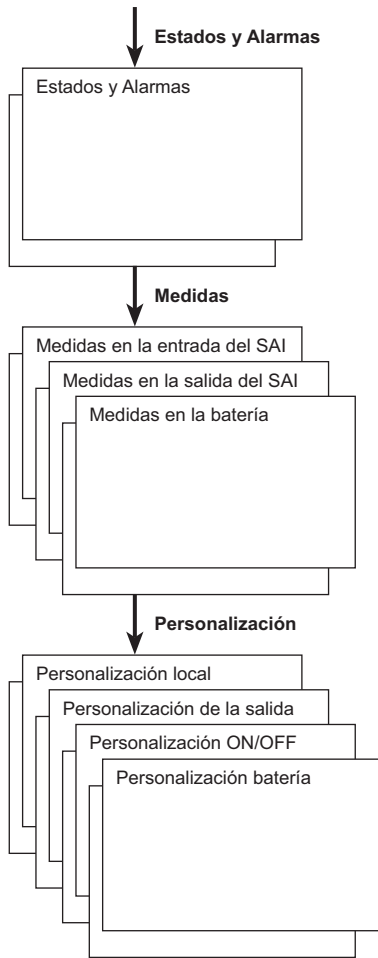 Estados y Alarmas
Estados y Alarmas
Medidas
Medidas en la entrada del SAI
Medidas en la salida del SAI
Medidas en la batería
Personalización
Personalización local
Personalización de la salida
Personalización ON/OFF
Personalización batería